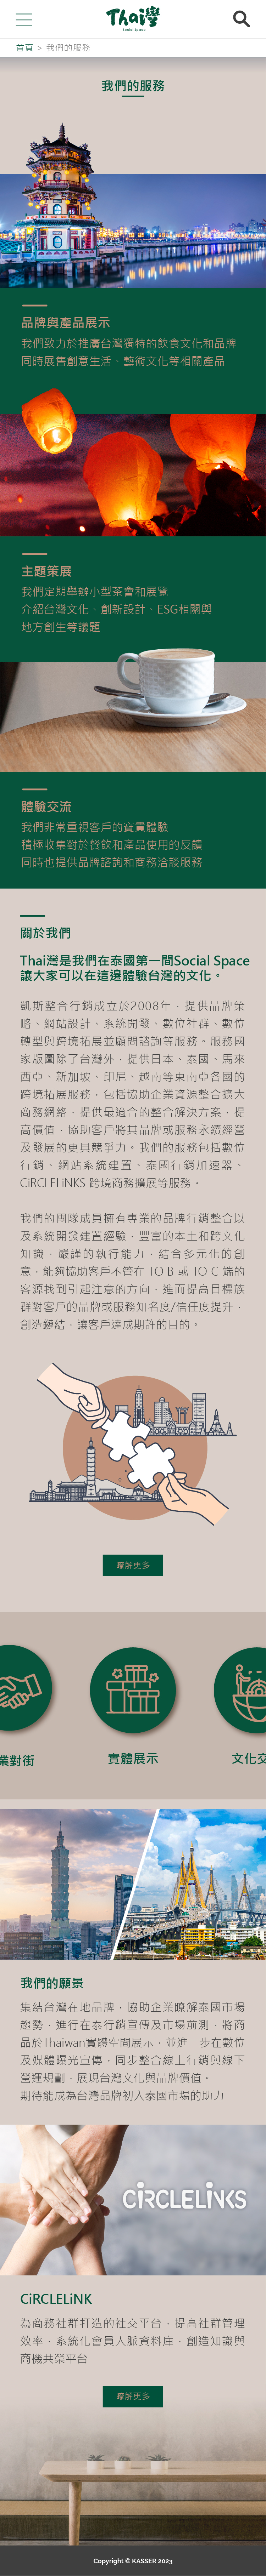 Thai灣
Social Space
首頁 > 我們的服務
我們的服務
品牌與產品展示
我們致力於推廣台灣獨特的飲食文化和品牌
同時展售創意生活、藝術文化等相關產品
主題策展
我們定期舉辦小型茶會和展覽
介紹台灣文化、創新設計、ESG相關與
地方創生等議題
體驗交流
我們非常重視客戶的寶貴體驗
積極收集對於餐飲和產品使用的反饋
同時也提供品牌諮詢和商務洽談服務
關於我們
Thai灣是我們在泰國第一間Social Space
讓大家可以在這邊體驗台灣的文化。
凱斯整合行銷成立於2008年，提供品牌策
略、網站設計、系統開發、數位社群、數位
轉型與跨境拓展並顧問諮詢等服務。服務國
家版圖除了台灣外，提供日本、泰國、馬來
西亞、新加坡、印尼、越南等東南亞各國的
跨境拓展服務，包括協助企業資源整合擴大
商務網絡，提供最適合的整合解決方案，提
高價值，協助客戶將其品牌或服務永續經營
及發展的更具競爭力。我們的服務包括數位
行銷、網站系統建置、泰國行銷加速器、
CiRCLELiNKS 跨境商務擴展等服務。
我們的團隊成員擁有專業的品牌行銷整合以
及系統開發建置經驗，豐富的本土和跨文化
知識，嚴謹的執行能力，結合多元化的創
意，能夠協助客戶不管在 TO B 或 TO C 端的
客源找到引起注意的方向，進而提高目標族
群對客戶的品牌或服務知名度/信任度提升，
創造鏈結，讓客戶達成期許的目的。
瞭解更多
業對街
實體展示
文化交
我們的願景
集結台灣在地品牌，協助企業瞭解泰國市場
趨勢，進行在泰行銷宣傳及市場前測，將商
品於Thaiwan實體空間展示，並進一步在數位
及媒體曝光宣傳，同步整合線上行銷與線下
營運規劃，展現台灣文化與品牌價值。
期待能成為台灣品牌初入泰國市場的助力
CiRCLELiNKS
CiRCLELiNK
為商務社群打造的社交平台，提高社群管理
效率，系統化會員人脈資料庫，創造知識與
商機共榮平台
瞭解更多
Copyright © KASSER 2023